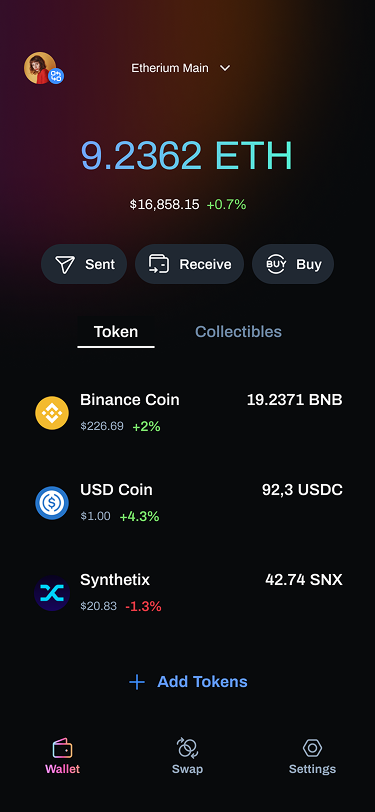 Etherium Main
9.2362 ETH
$16,858.15 +0.7%
Sent
Receive
BUY Buy
Token
Collectibles
Binance Coin
19.2371 BNB
$226.69 +2%
USD Coin
92,3 USDC
$1.00 +4.3%
Synthetix
42.74 SNX
$20.83 -1.3%
+ Add Tokens
Wallet
Swap
Settings